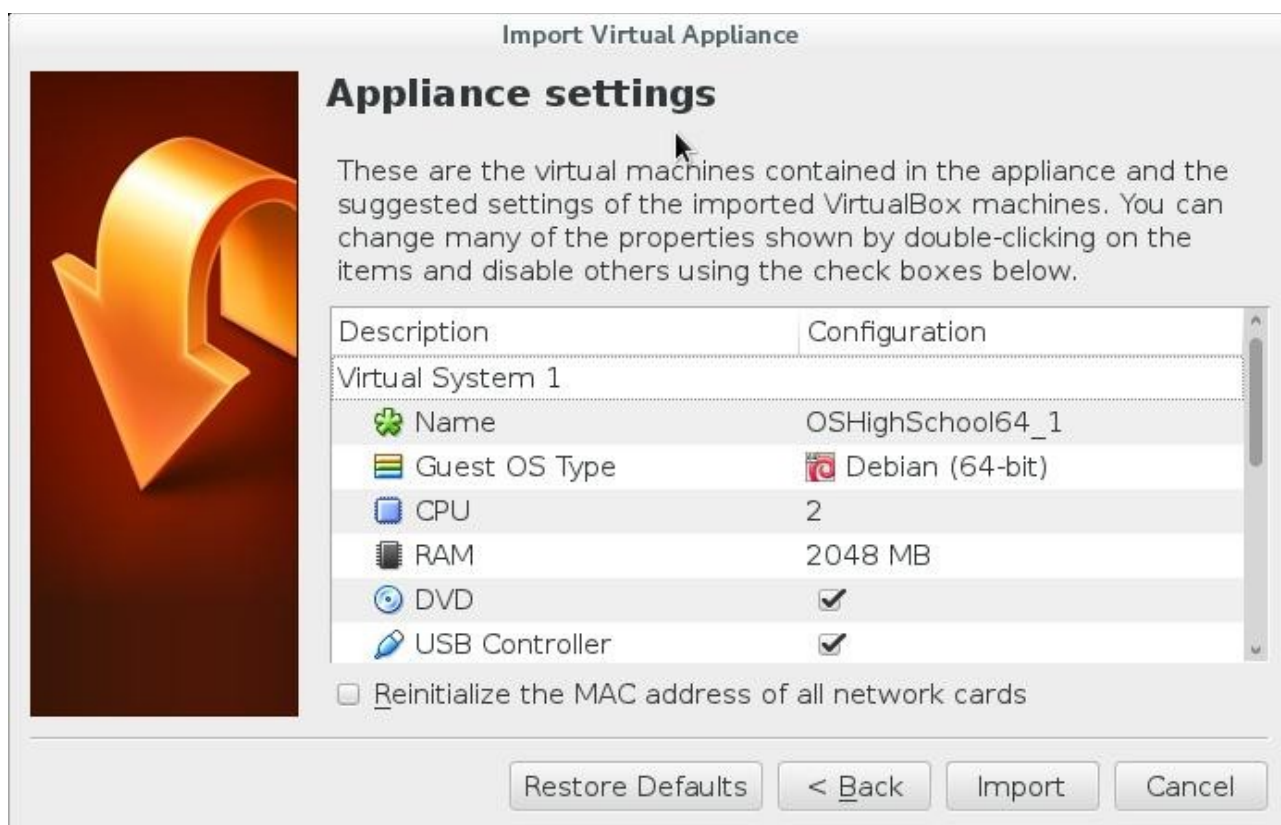 Import Virtual Appliance
Appliance settings
These are the virtual machines contained in the appliance and the
suggested settings of the imported VirtualBox machines. You can
change many of the properties shown by double-clicking on the
items and disable others using the check boxes below.
Description Configuration
Virtual System 1
Name OSHighSchool64_1
Guest OS Type Debian (64-bit)
CPU 2
RAM 2048 MB
DVD
USB Controller
Reinitialize the MAC address of all network cards
Restore Defaults < Back Import Cancel